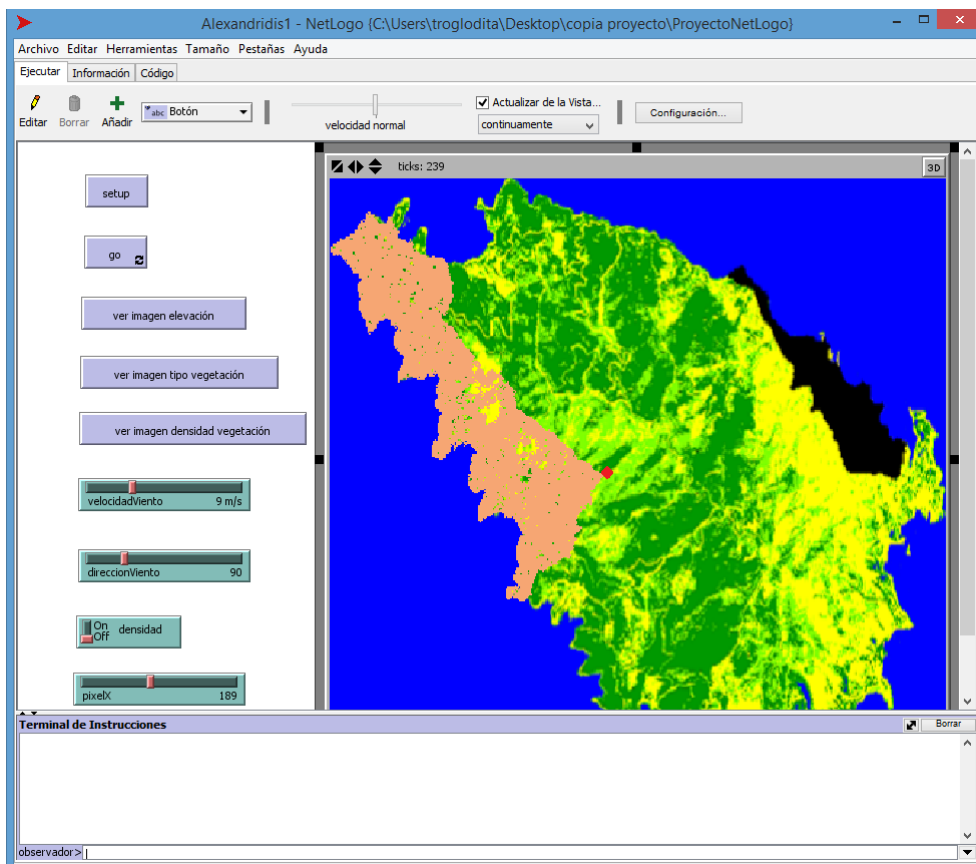 Alexandridis1 - NetLogo {C:\Users\troglodita\Desktop\copia proyecto\ProyectoNetLogo}
Archivo Editar Herramientas Tamaño Pestañas Ayuda
Ejecutar Información Código
Editar Borrar Añadir abc Botón velocidad normal Actualizar de la Vista... continuamente Configuración...
ticks: 239 3D
setup
go
ver imagen elevación
ver imagen tipo vegetación
ver imagen densidad vegetación
velocidadViento 9 m/s
direccionViento 90
On
Off densidad
pixelX 189
Terminal de Instrucciones Borrar
observador>